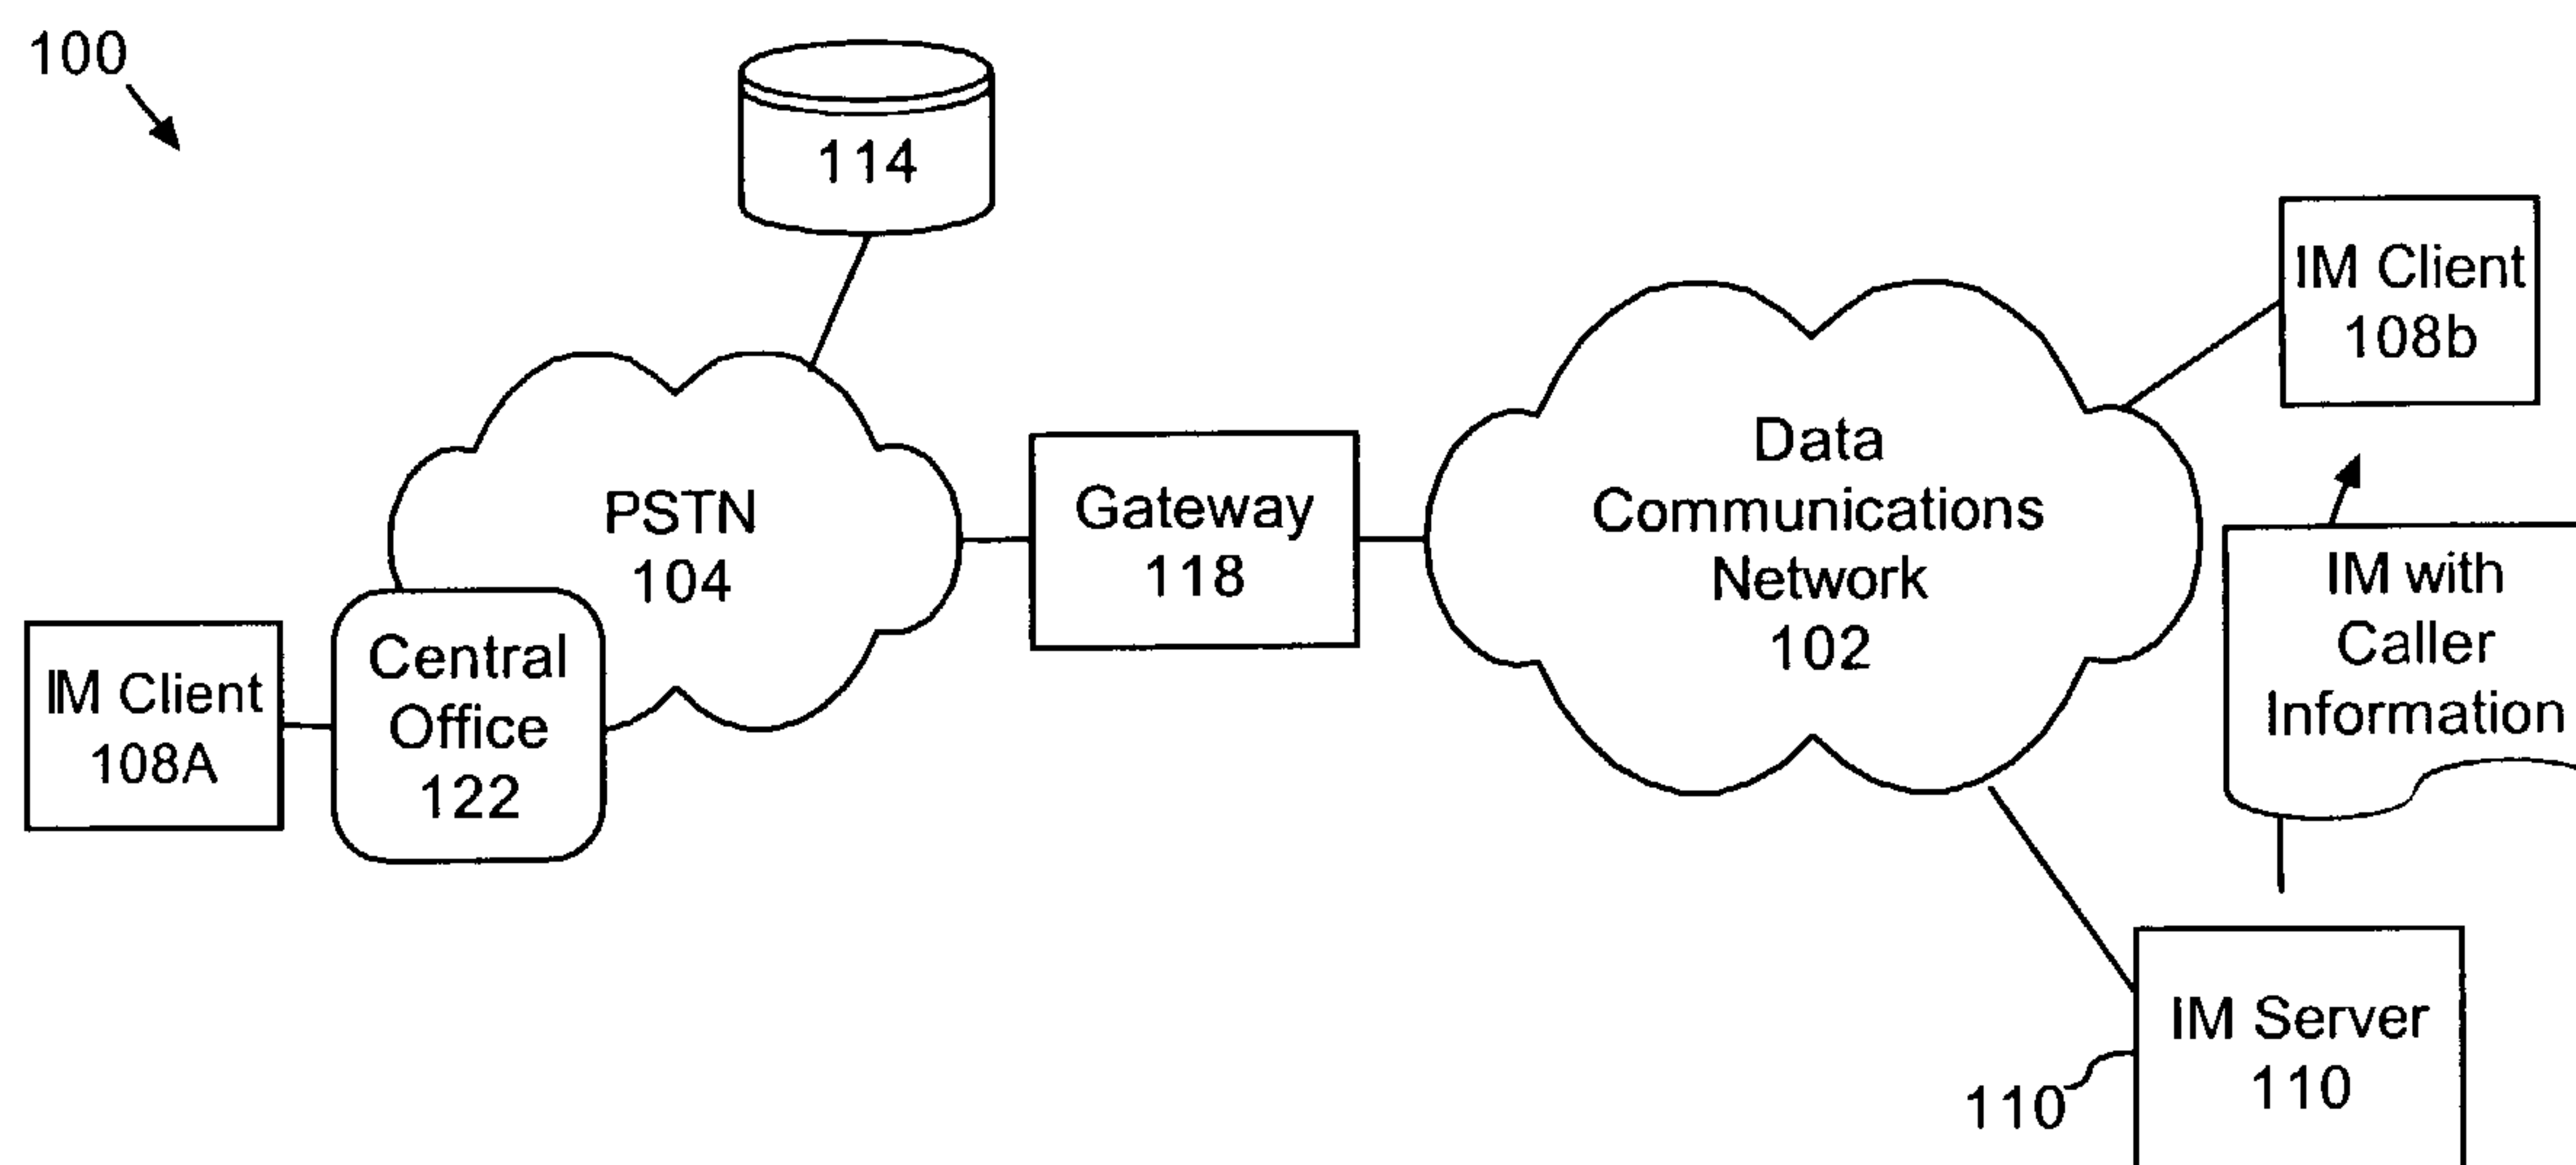 100
114
IM Client
108b
Data
Communications
Network
102
PSTN
104
Gateway
118
IM with
Caller
Information
Central
Office
122
IM Client
108A
IM Server
110
110